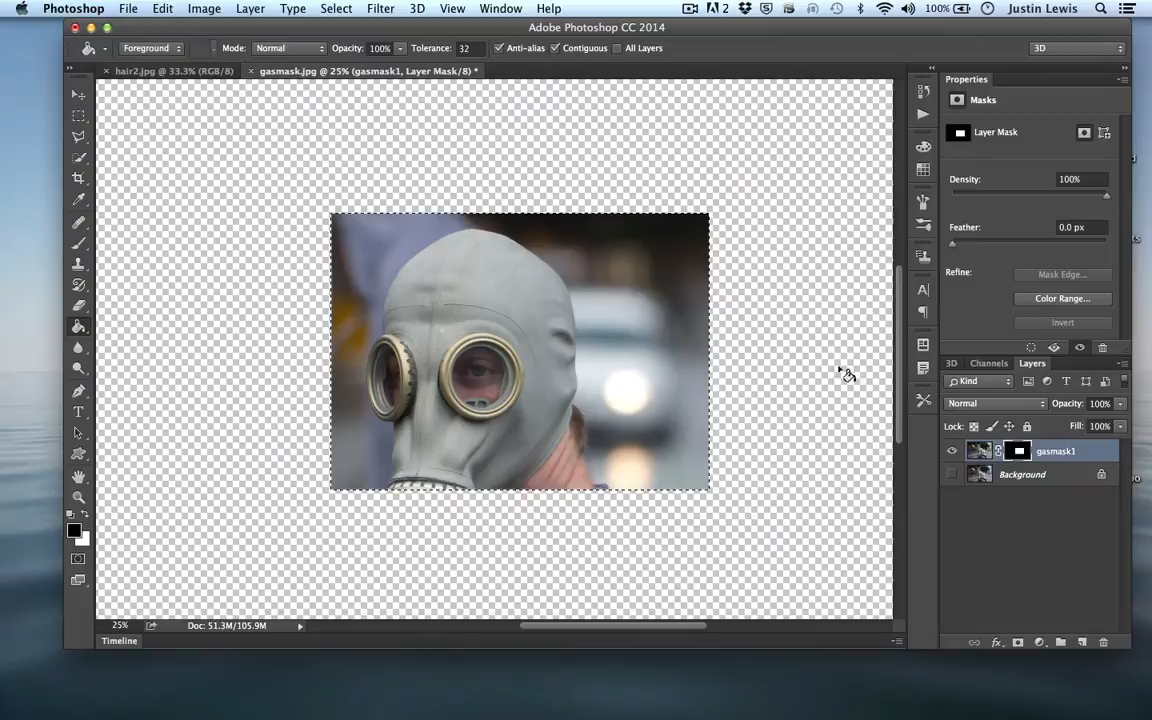 Photoshop File Edit Image Layer Type Select Filter 3D View Window Help 2 100% Justin Lewis
Adobe Photoshop CC 2014
Foreground Mode: Normal Opacity: 100% Tolerance: 32 Anti-alias Contiguous All Layers 3D
× hair2.jpg @ 33.3% (RGB/8) × gasmask.jpg @ 25% (gasmask1, Layer Mask/8) *
Properties
Masks
Layer Mask
Density: 100%
Feather: 0.0 px
Refine: Mask Edge...
Color Range...
Invert
3D Channels Layers
Kind
Normal Opacity: 100%
Lock: Fill: 100%
gasmask1
Background
25% Doc: 51.3M/105.9M
Timeline